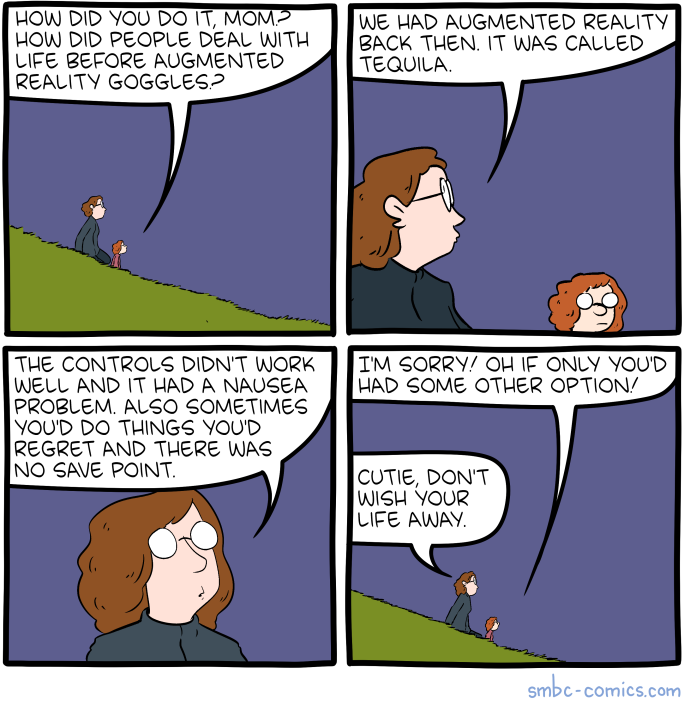 HOW DID YOU DO IT, MOM?
HOW DID PEOPLE DEAL WITH
LIFE BEFORE AUGMENTED
REALITY GOGGLES?
WE HAD AUGMENTED REALITY
BACK THEN. IT WAS CALLED
TEQUILA.
THE CONTROLS DIDN'T WORK
WELL AND IT HAD A NAUSEA
PROBLEM. ALSO SOMETIMES
YOU'D DO THINGS YOU'D
REGRET AND THERE WAS
NO SAVE POINT.
I'M SORRY! OH IF ONLY YOU'D
HAD SOME OTHER OPTION!
CUTIE, DON'T
WISH YOUR
LIFE AWAY.
smbc-comics.com